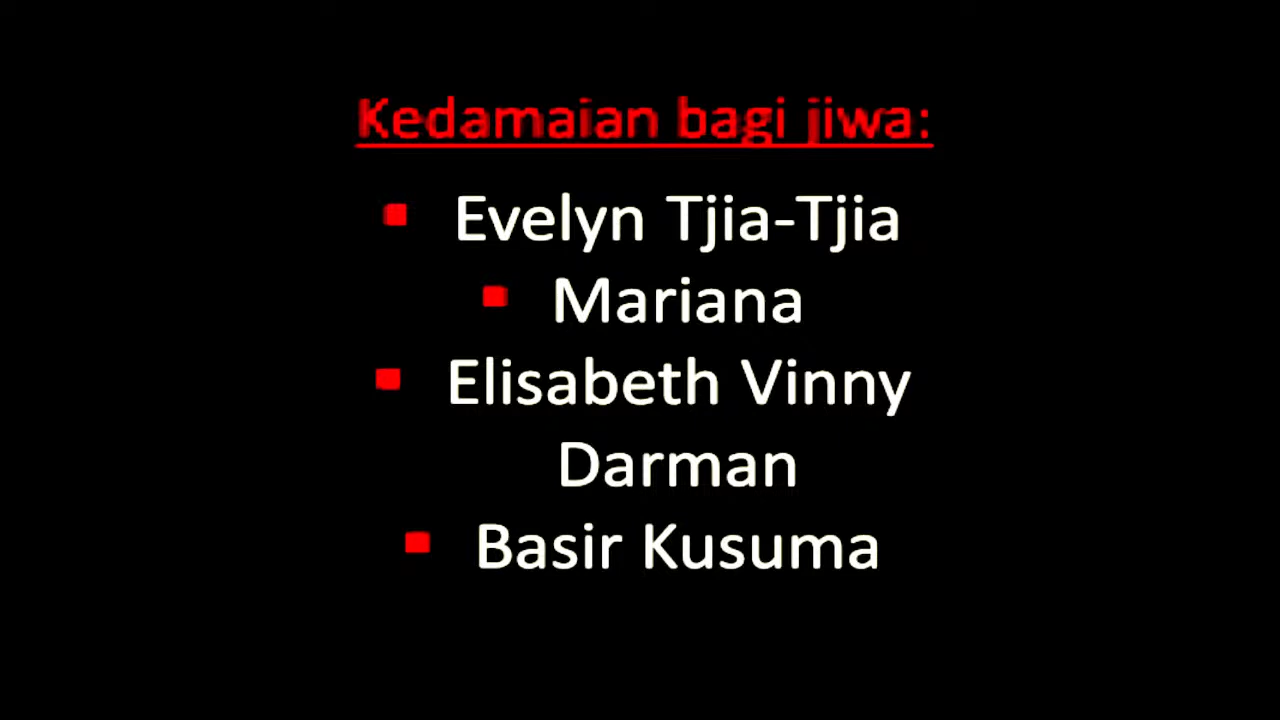 Kedamaian bagi jiwa:
▪ Evelyn Tjia-Tjia
▪ Mariana
▪ Elisabeth Vinny
Darman
▪ Basir Kusuma